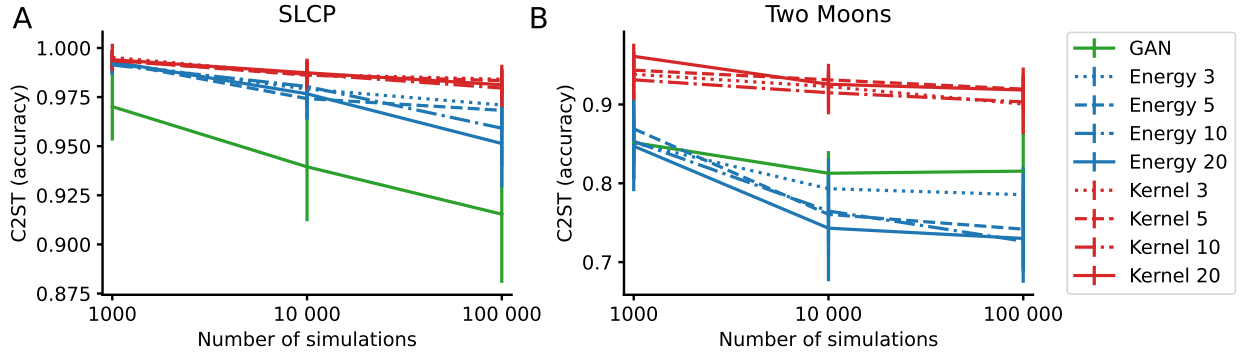 A
SLCP
1.000
0.975
0.950
0.925
0.900
0.875
C2ST (accuracy)
1000
10 000
100 000
Number of simulations
B
Two Moons
0.9
0.8
0.7
C2ST (accuracy)
1000
10 000
100 000
Number of simulations
GAN
Energy 3
Energy 5
Energy 10
Energy 20
Kernel 3
Kernel 5
Kernel 10
Kernel 20